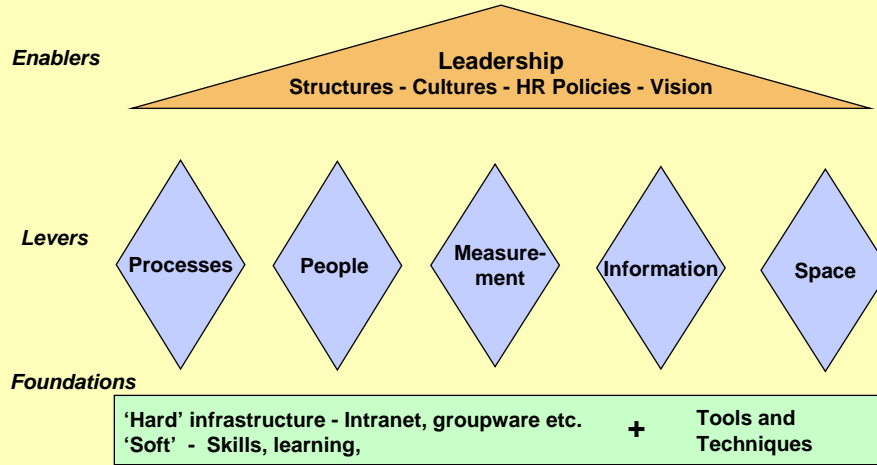 Enablers
Leadership
Structures - Cultures - HR Policies - Vision
Levers
Processes
People
Measure-
ment
Information
Space
Foundations
‘Hard’ infrastructure - Intranet, groupware etc.
‘Soft’ - Skills, learning,
+
Tools and
Techniques